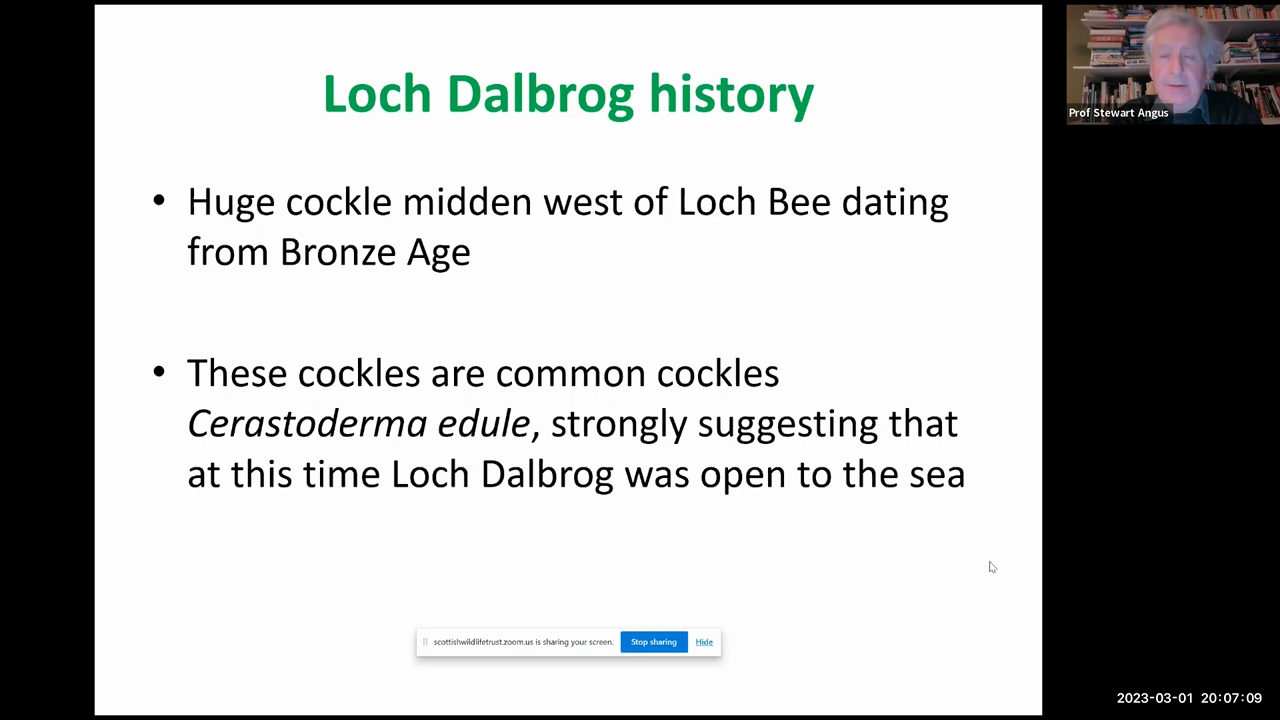 Loch Dalbrog history
• Huge cockle midden west of Loch Bee dating
from Bronze Age
• These cockles are common cockles
Cerastoderma edule, strongly suggesting that
at this time Loch Dalbrog was open to the sea
scottishwildlifetrust.zoom.us is sharing your screen. Stop sharing Hide
Prof Stewart Angus
2023-03-01 20:07:09